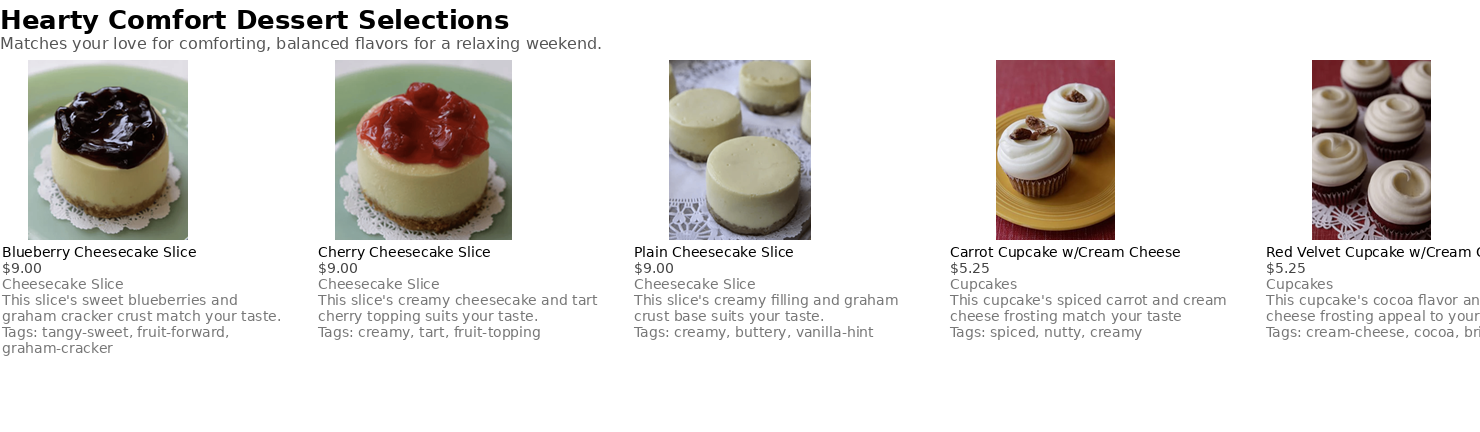 Hearty Comfort Dessert Selections
Matches your love for comforting, balanced flavors for a relaxing weekend.
Blueberry Cheesecake Slice
$9.00
Cheesecake Slice
This slice's sweet blueberries and
graham cracker crust match your taste.
Tags: tangy-sweet, fruit-forward,
graham-cracker
Cherry Cheesecake Slice
$9.00
Cheesecake Slice
This slice's creamy cheesecake and tart
cherry topping suits your taste.
Tags: creamy, tart, fruit-topping
Plain Cheesecake Slice
$9.00
Cheesecake Slice
This slice's creamy filling and graham
crust base suits your taste.
Tags: creamy, buttery, vanilla-hint
Carrot Cupcake w/Cream Cheese
$5.25
Cupcakes
This cupcake's spiced carrot and cream
cheese frosting match your taste
Tags: spiced, nutty, creamy
Red Velvet Cupcake w/Cream
$5.25
Cupcakes
This cupcake's cocoa flavor
cheese frosting appeal to your
Tags: cream-cheese, cocoa,